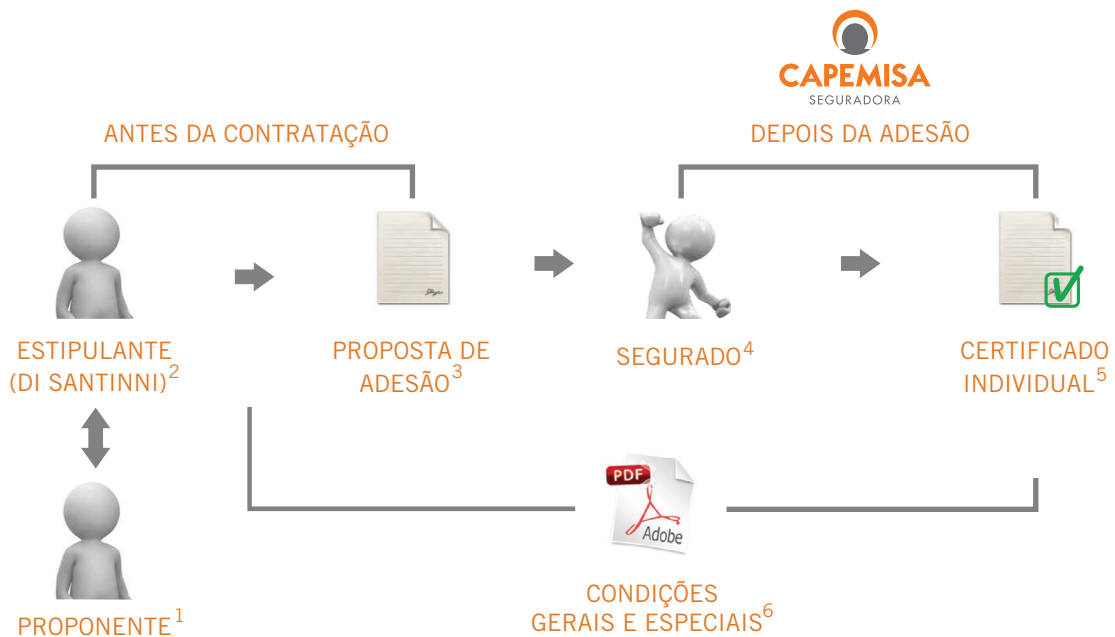 CAPEMISA
SEGURADORA
ANTES DA CONTRATAÇÃO
DEPOIS DA ADESÃO
ESTIPULANTE
(DI SANTINNI)2
PROPOSTA DE
ADESÃO3
SEGURADO4
CERTIFICADO
INDIVIDUAL5
PDF
Adobe
PROPONENTE1
CONDIÇÕES
GERAIS E ESPECIAIS6